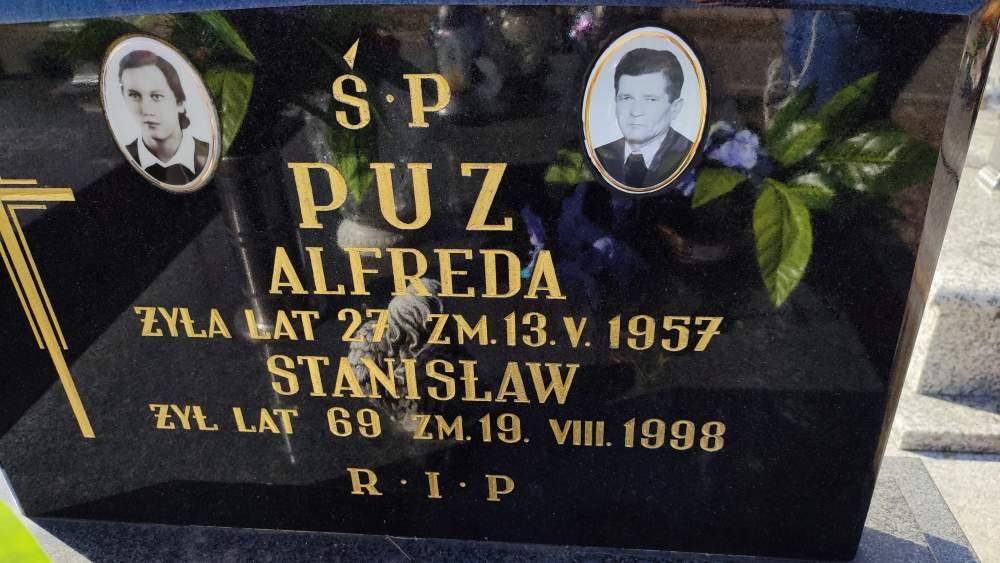 Ś·P
PUZ
ALFREDA
ŻYŁA LAT 27 ZM.13.V.1957
STANISŁAW
ŻYŁ LAT 69 ZM.19.VIII.1998
R·I·P